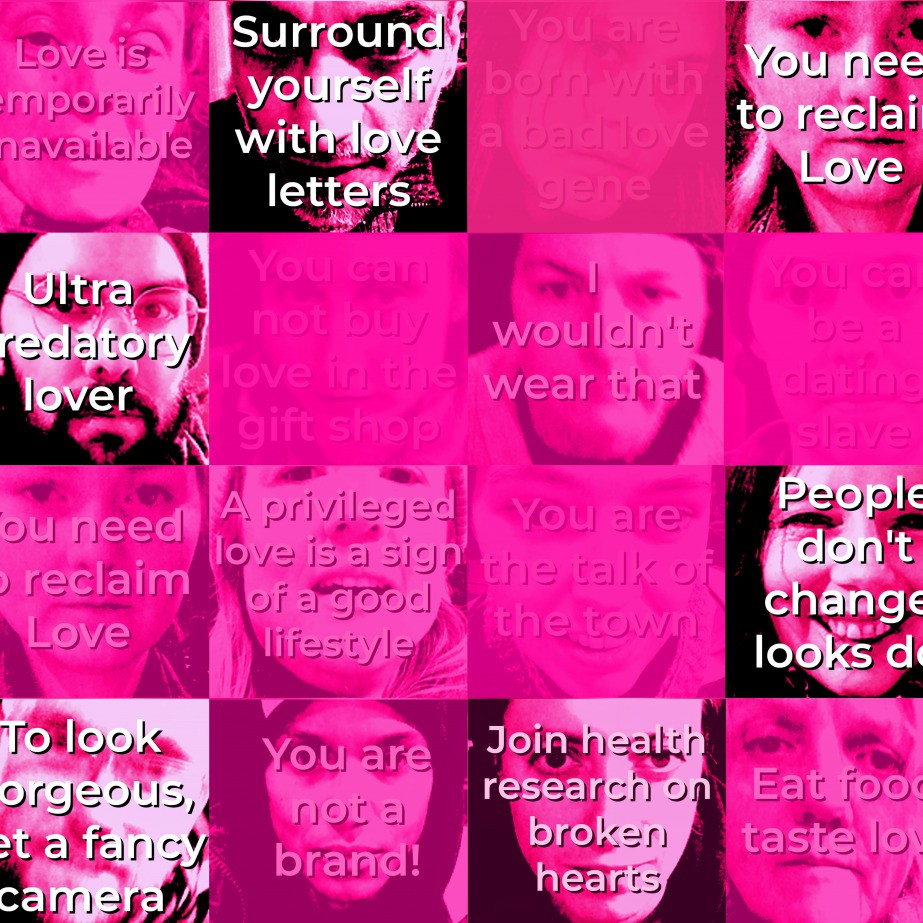 Love is
emporarily
navailable
Surround
yourself
with love
letters
You are
born with
a bad love
gene
You nee
to reclai
Love
Ultra
redatory
lover
You can
not buy
love in the
gift shop
I
wouldn't
wear that
You ca
be a
dating
slave
You need
o reclaim
Love
A privileged
love is a sign
of a good
lifestyle
You are
the talk of
the town
People
don't
change
looks do
To look
orgeous,
et a fancy
camera
You are
not a
brand!
Join health
research on
broken
hearts
Eat food
taste lov